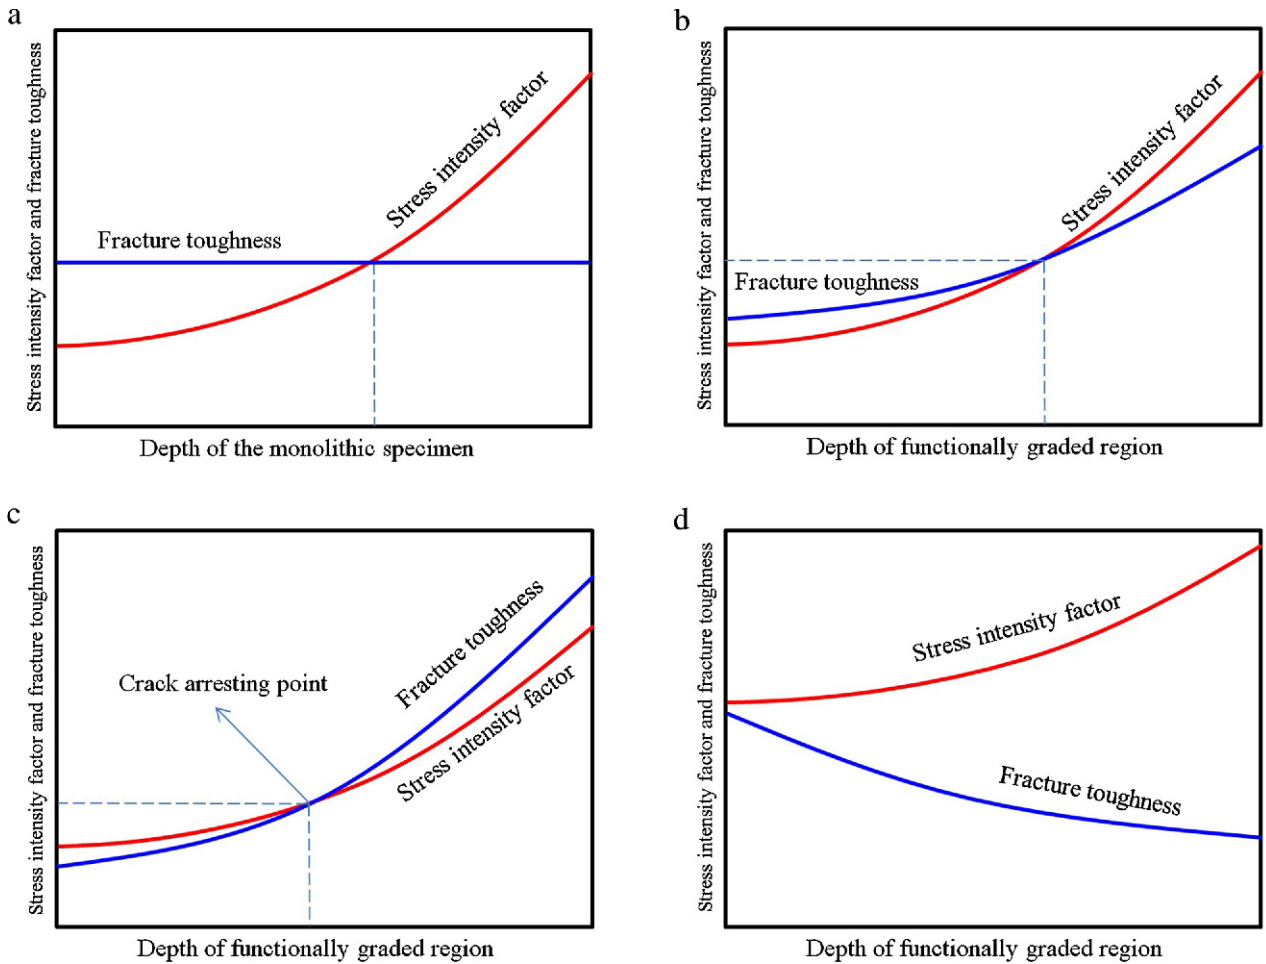 a
Stress intensity factor and fracture toughness
Fracture toughness
Stress intensity factor
Depth of the monolithic specimen
b
Stress intensity factor and fracture toughness
Fracture toughness
Stress intensity factor
Depth of functionally graded region
c
Stress intensity factor and fracture toughness
Crack arresting point
Fracture toughness
Stress intensity factor
Depth of functionally graded region
d
Stress intensity factor and fracture toughness
Stress intensity factor
Fracture toughness
Depth of functionally graded region